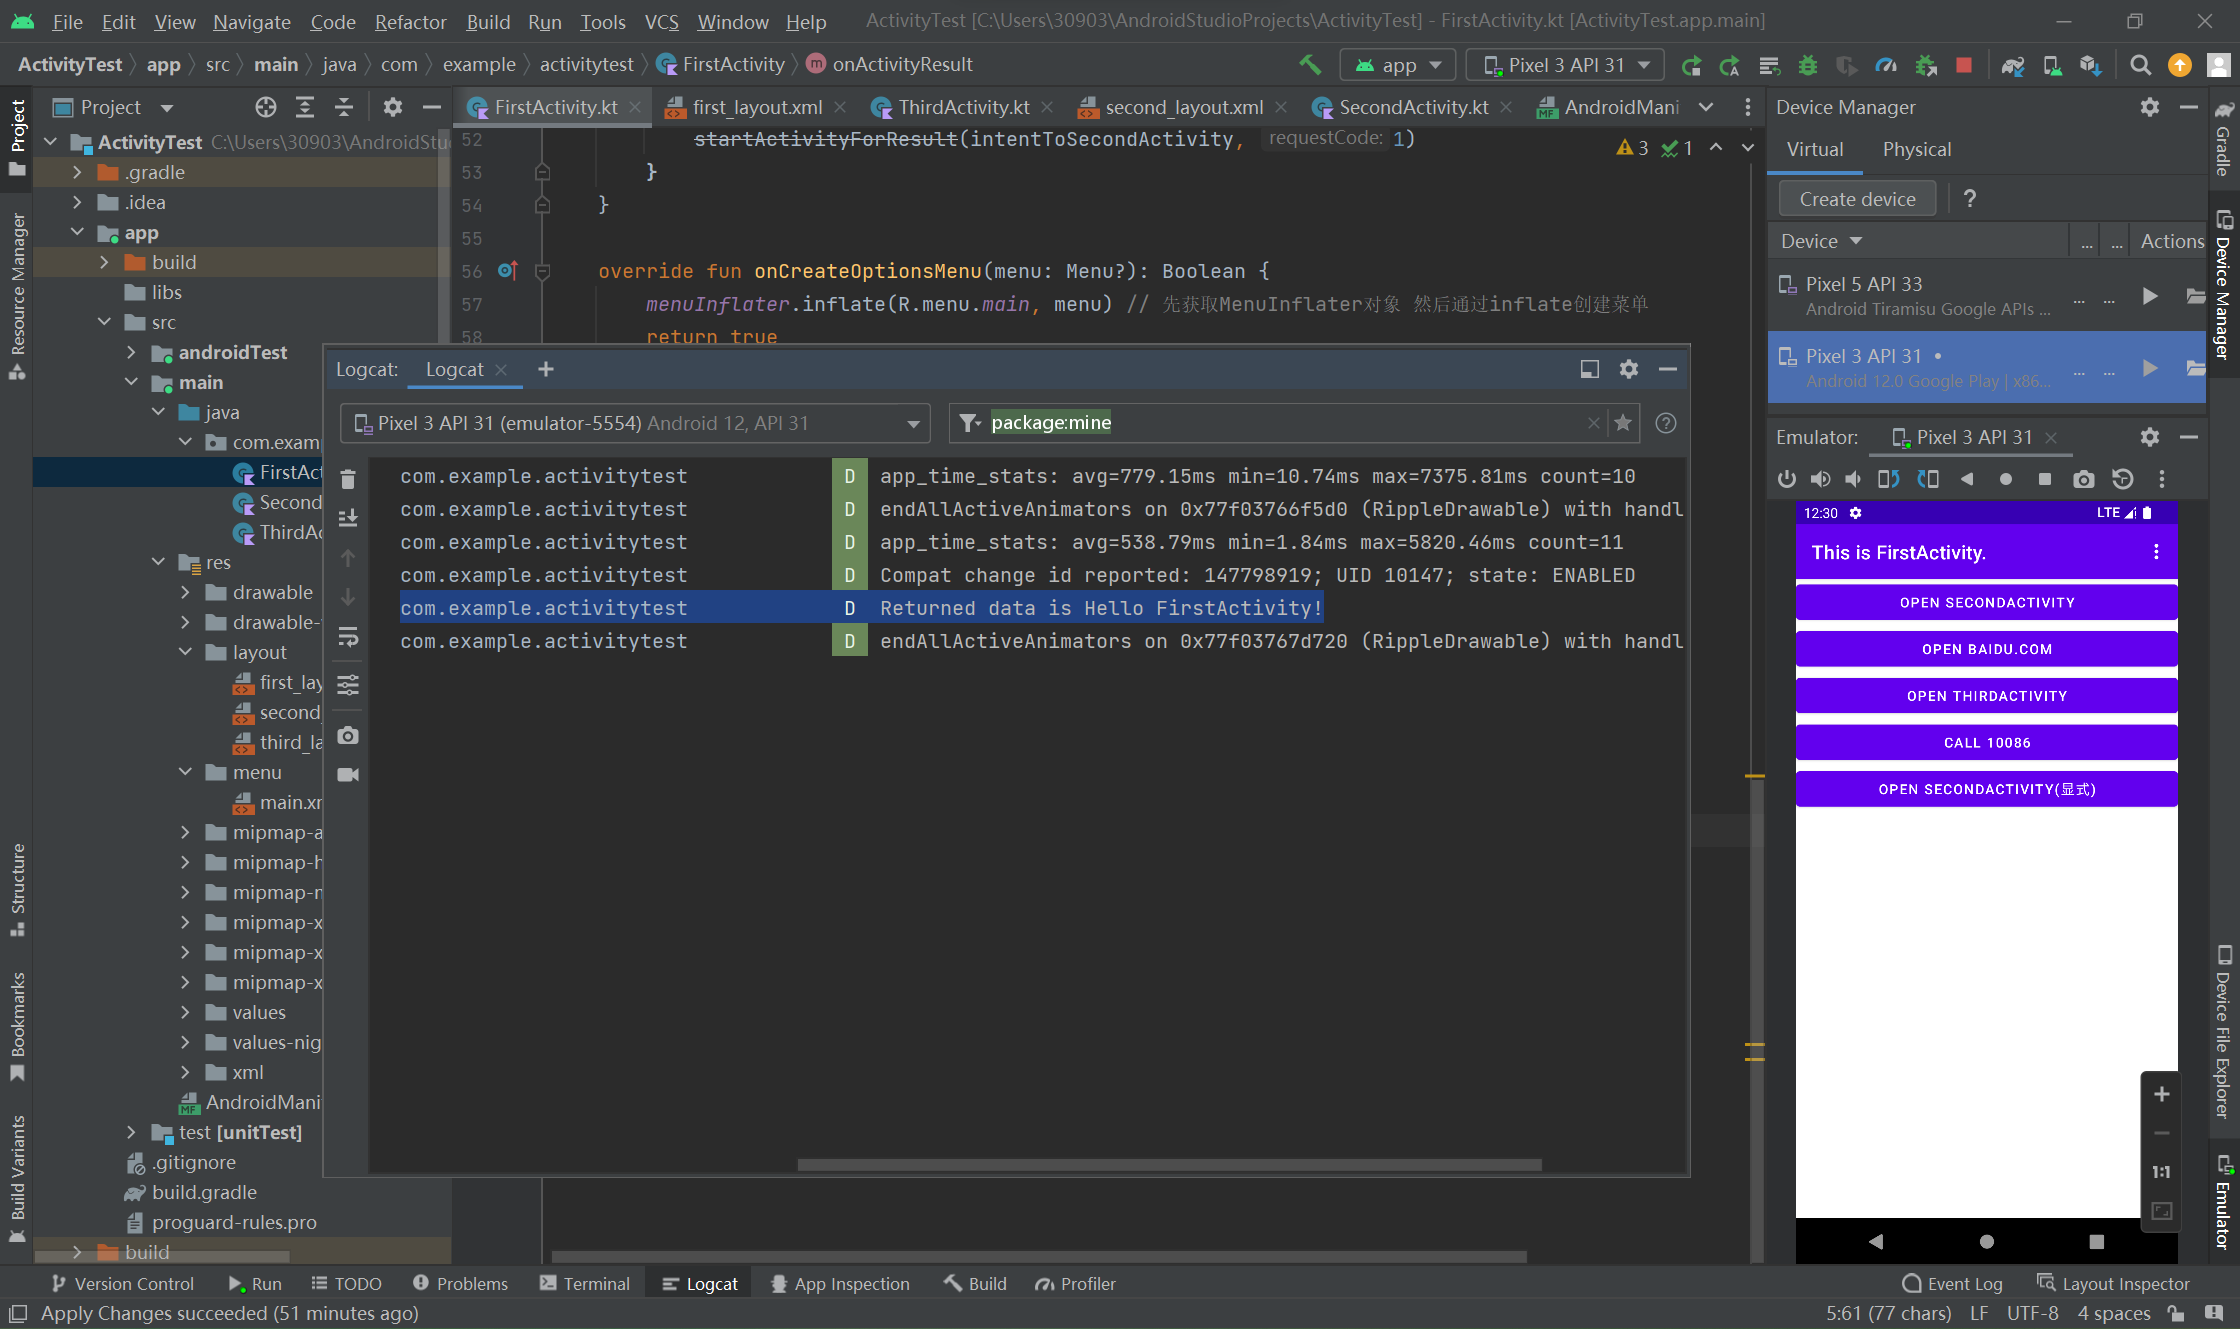 File Edit View Navigate Code Refactor Build Run Tools VCS Window Help ActivityTest [C:\Users\30903\AndroidStudioProjects\ActivityTest] - FirstActivity.kt [ActivityTest.app.main]
ActivityTest app src main java com example activitytest FirstActivity onActivityResult app Pixel 3 API 31
Project
FirstActivity.kt first_layout.xml ThirdActivity.kt second_layout.xml SecondActivity.kt AndroidMani
ActivityTest C:\Users\30903\AndroidStu
.gradle
.idea
app
build
libs
src
androidTest
main
java
com.exam
FirstAct
Second
ThirdAc
res
drawable
drawable-
layout
first_lay
second_
third_la
menu
main.xr
mipmap-a
mipmap-h
mipmap-r
mipmap-x
mipmap-x
mipmap-x
values
values-nig
xml
AndroidMani
test [unitTest]
.gitignore
build.gradle
proguard-rules.pro
build
52 startActivityForResult(intentToSecondActivity, requestCode: 1)
3 1
53 }
54 }
55
56 override fun onCreateOptionsMenu(menu: Menu?): Boolean {
57 menuInflater.inflate(R.menu.main, menu) // 先获取MenuInflater对象 然后通过inflate创建菜单
58 return true
Logcat: Logcat
Pixel 3 API 31 (emulator-5554) Android 12, API 31 package:mine
com.example.activitytest D app_time_stats: avg=779.15ms min=10.74ms max=7375.81ms count=10
com.example.activitytest D endAllActiveAnimators on 0x77f03766f5d0 (RippleDrawable) with handl
com.example.activitytest D app_time_stats: avg=538.79ms min=1.84ms max=5820.46ms count=11
com.example.activitytest D Compat change id reported: 147798919; UID 10147; state: ENABLED
com.example.activitytest D Returned data is Hello FirstActivity!
com.example.activitytest D endAllActiveAnimators on 0x77f03767d720 (RippleDrawable) with handl
Device Manager
Virtual Physical
Create device ?
Device ... ... Actions
Pixel 5 API 33
Android Tiramisu Google APIs ... ... ...
Pixel 3 API 31 •
Android 12.0 Google Play | x86... ... ...
Emulator: Pixel 3 API 31
12:30 LTE
This is FirstActivity.
OPEN SECONDACTIVITY
OPEN BAIDU.COM
OPEN THIRDACTIVITY
CALL 10086
OPEN SECONDACTIVITY(显式)
1:1
Project
Resource Manager
Structure
Bookmarks
Build Variants
Gradle
Device Manager
Device File Explorer
Emulator
Version Control Run TODO Problems Terminal Logcat App Inspection Build Profiler Event Log Layout Inspector
Apply Changes succeeded (51 minutes ago) 5:61 (77 chars) LF UTF-8 4 spaces